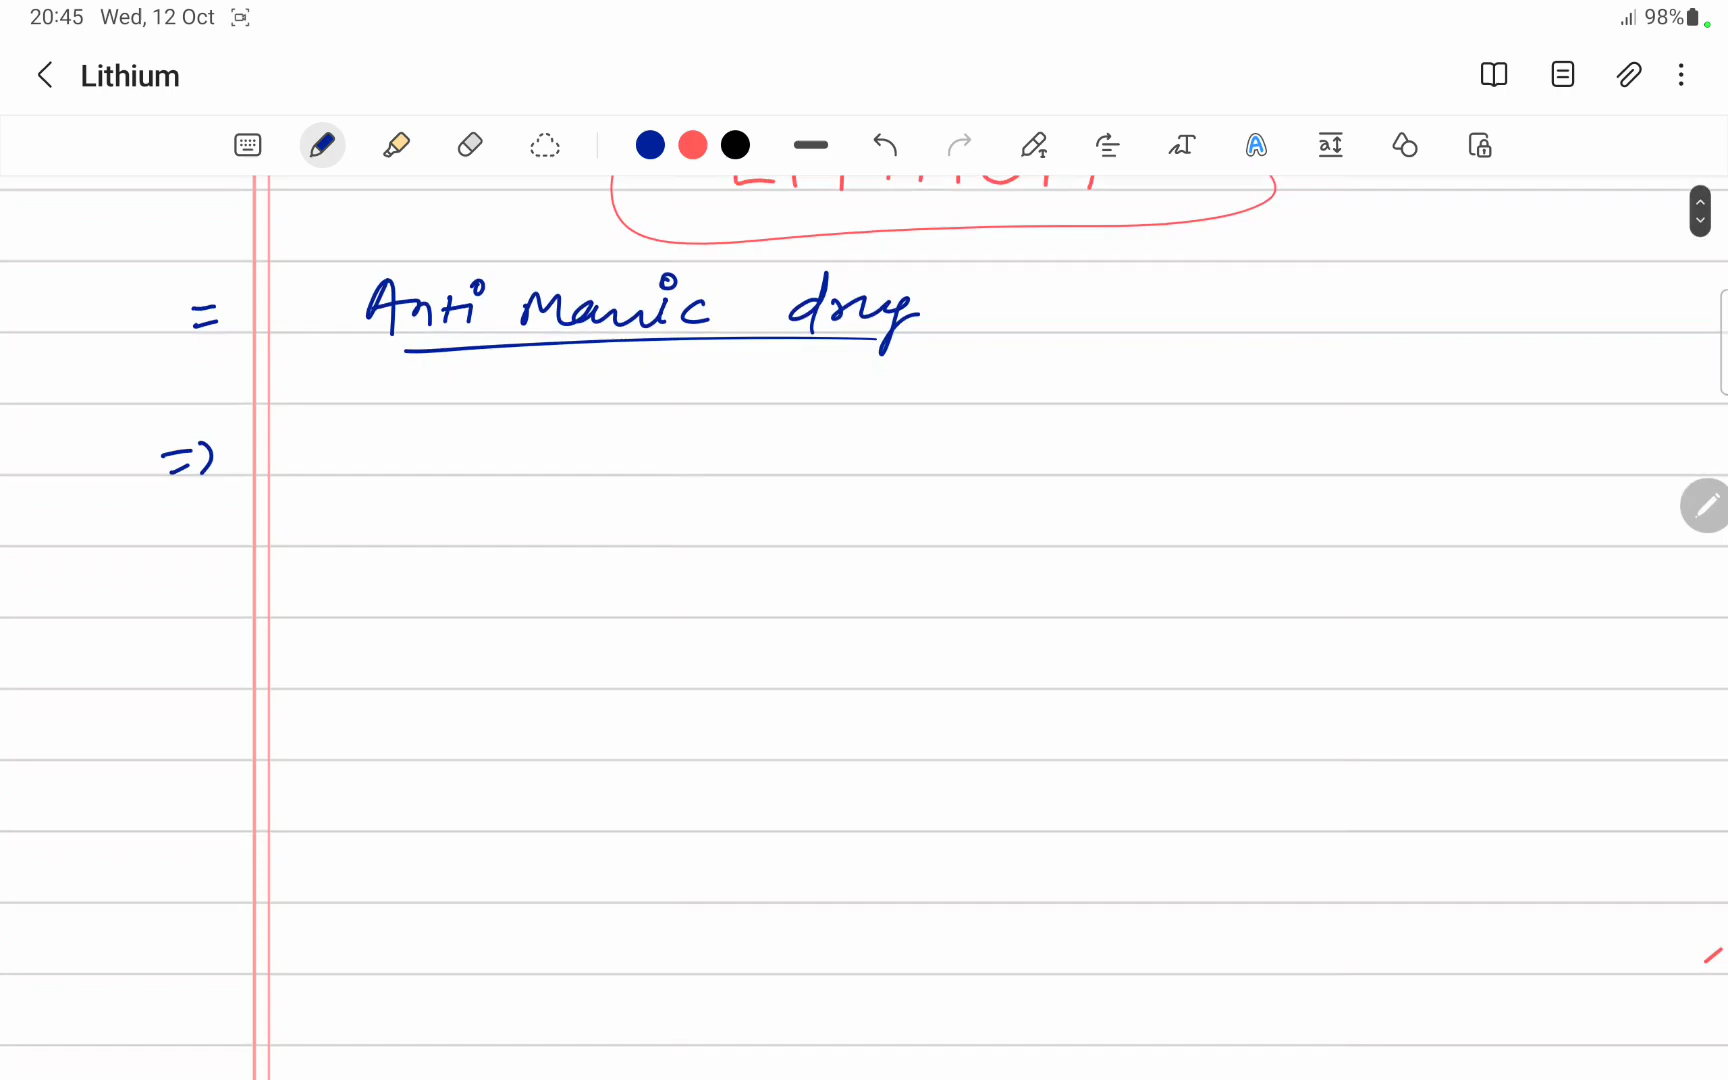 20:45 Wed, 12 Oct 98%
Lithium
= Anti Manic drug
=>